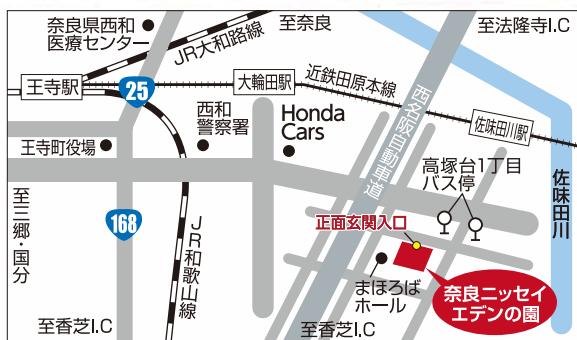 奈良県西和
医療センター
JR大和路線
至奈良
至法隆寺I.C
王寺駅
25
大輪田駅
近鉄田原本線
西名阪自動車道
佐味田川駅
西和
警察署
Honda
Cars
王寺町役場
高塚台1丁目
バス停
佐味田川
至三郷・国分
168
JR和歌山線
正面玄関入口
まほろば
ホール
奈良ニッセイ
エデンの園
至香芝I.C
至香芝I.C